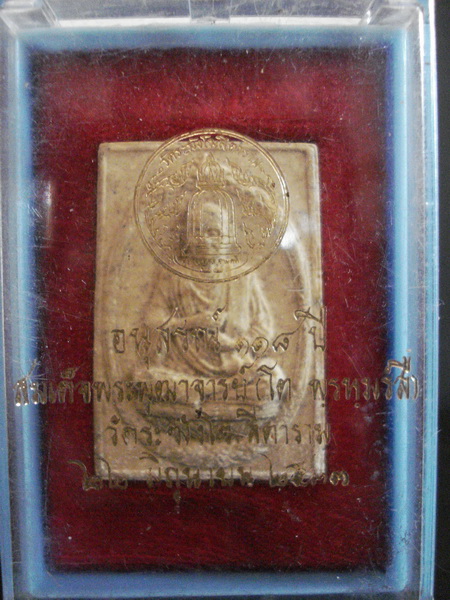 อนุสรณ์ ๑๑๘ ปี
สมเด็จพระพุฒาจารย์(โต พรหมรังสี)
วัดระฆังโฆสิตาราม
๒๒ มิถุนายน ๒๕๓๓